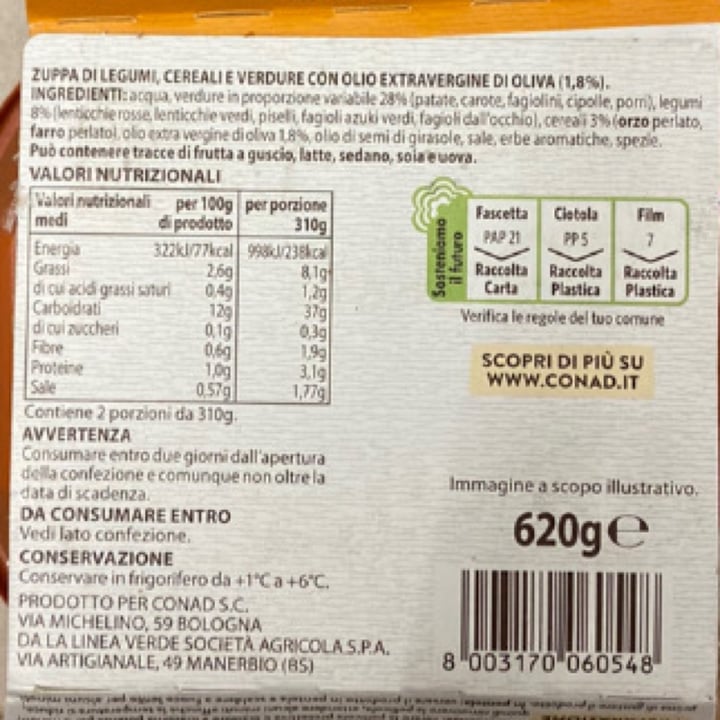 ZUPPA DI LEGUMI, CEREALI E VERDURE CON OLIO EXTRAVERGINE DI OLIVA (1,8%).
INGREDIENTI: acqua, verdure in proporzione variabile 28% (patate, carote, fagiolini, cipolle, porri), legumi
8% (lenticchie rosse, lenticchie verdi, piselli, fagioli azuki verdi, fagioli dall'occhio), cereali 3% (orzo perlato,
farro perlato), olio extra vergine di oliva 1,8%, olio di semi di girasole, sale, erbe aromatiche, spezie.
Può contenere tracce di frutta a guscio, latte, sedano, soia e uova.
VALORI NUTRIZIONALI
Valori nutrizionali medi per 100g di prodotto per porzione 310g
Energia 322kJ/77kcal 998kJ/238kcal
Grassi 2,6g 8,1g
di cui acidi grassi saturi 0,4g 1,2g
Carboidrati 12g 37g
di cui zuccheri 0,1g 0,3g
Fibre 0,6g 1,9g
Proteine 1,0g 3,1g
Sale 0,57g 1,77g
Contiene 2 porzioni da 310g.
AVVERTENZA
Consumare entro due giorni dall'apertura
della confezione e comunque non oltre la
data di scadenza.
DA CONSUMARE ENTRO
Vedi lato confezione.
CONSERVAZIONE
Conservare in frigorifero da +1°C a +6°C.
PRODOTTO PER CONAD S.C.
VIA MICHELINO, 59 BOLOGNA
DA LA LINEA VERDE SOCIETÀ AGRICOLA S.P.A.
VIA ARTIGIANALE, 49 MANERBIO (BS)
Sosteniamo
il futuro
Fascetta Ciotola Film
PAP 21 PP 5 7
Raccolta Raccolta Raccolta
Carta Plastica Plastica
Verifica le regole del tuo comune
SCOPRI DI PIÙ SU
WWW.CONAD.IT
Immagine a scopo illustrativo.
620g℮
8 003170 060548